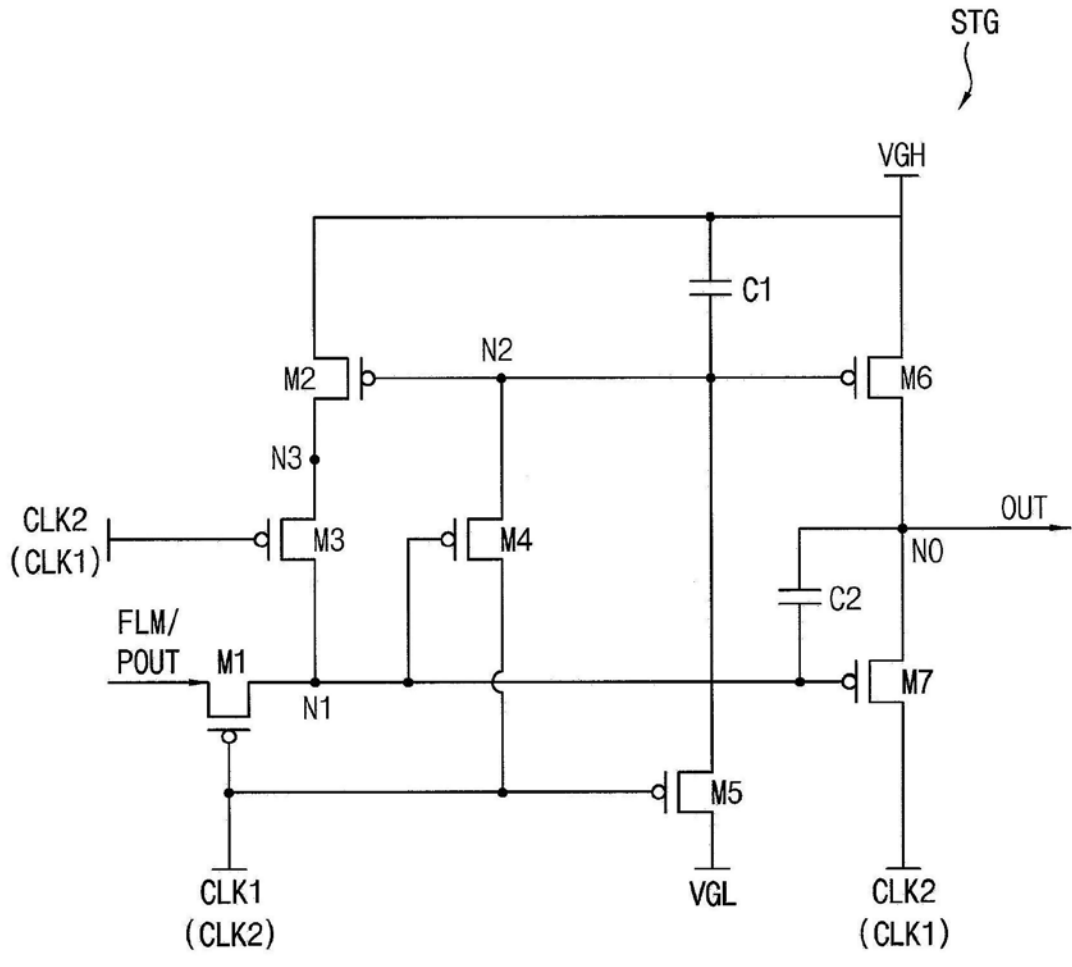 STG
VGH
C1
N2
M2
M6
N3
CLK2
(CLK1)
M3
M4
OUT
NO
C2
FLM/
POUT
M1
N1
M7
M5
CLK1
(CLK2)
VGL
CLK2
(CLK1)